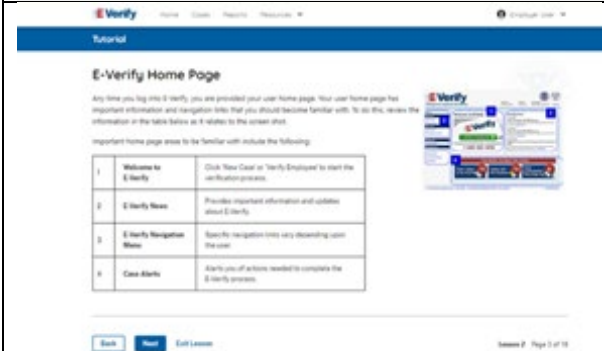 E-Verify
Home Cases Reports Resources
Employer User
Tutorial
E-Verify Home Page
Any time you log into E-Verify, you are provided your user home page. Your user home page has
important information and navigation links that you should become familiar with. To do this, review the
information in the table below as it relates to the screen shot.
Important home page areas to be familiar with include the following:
1 Welcome to E-Verify Click 'New Case' or 'Verify Employee' to start the verification process.
2 E-Verify News Provides important information and updates about E-Verify.
3 E-Verify Navigation Menu Specific navigation links vary depending upon the user.
4 Case Alerts Alerts you of actions needed to complete the E-Verify process.
E-Verify
E-Verify
Back Next Exit Lesson
Lesson 2 Page 5 of 18